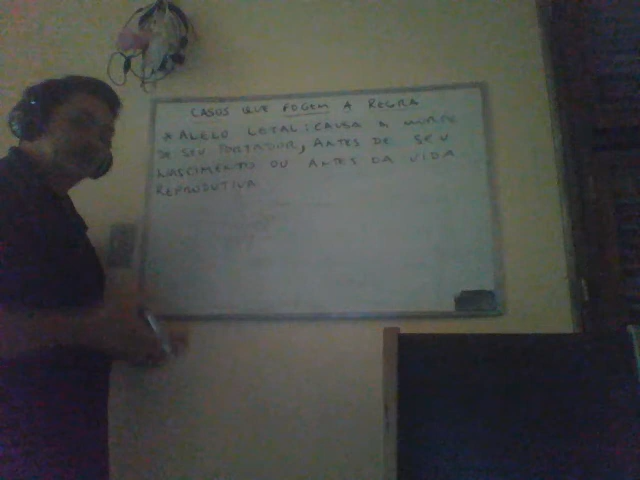 CASOS QUE FOGEM A REGRA
* ALELO LETAL: CAUSA A MORTE
DE SEU PORTADOR, ANTES DE SEU
NASCIMENTO OU ANTES DA VIDA
REPRODUTIVA